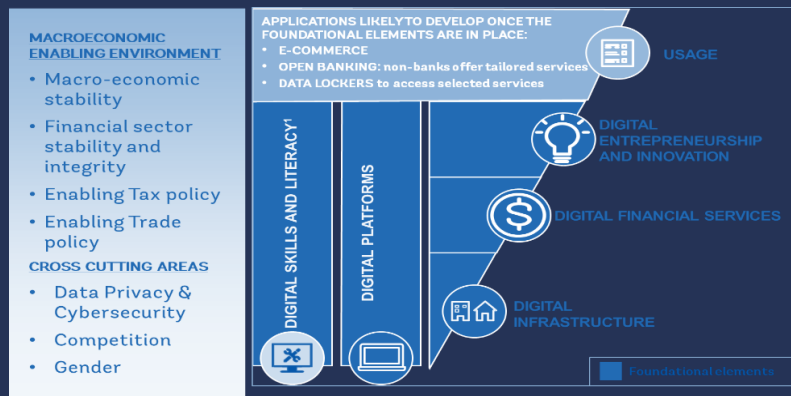 MACROECONOMIC
ENABLING ENVIRONMENT
• Macro-economic
stability
• Financial sector
stability and
integrity
• Enabling Tax policy
• Enabling Trade
policy
CROSS CUTTING AREAS
• Data Privacy &
Cybersecurity
• Competition
• Gender
APPLICATIONS LIKELY TO DEVELOP ONCE THE
FOUNDATIONAL ELEMENTS ARE IN PLACE:
• E-COMMERCE
• OPEN BANKING: non-banks offer tailored services
• DATA LOCKERS to access selected services
USAGE
DIGITAL SKILLS AND LITERACY¹
DIGITAL PLATFORMS
DIGITAL
ENTREPRENEURSHIP
AND INNOVATION
$
DIGITAL FINANCIAL SERVICES
DIGITAL
INFRASTRUCTURE
Foundational elements